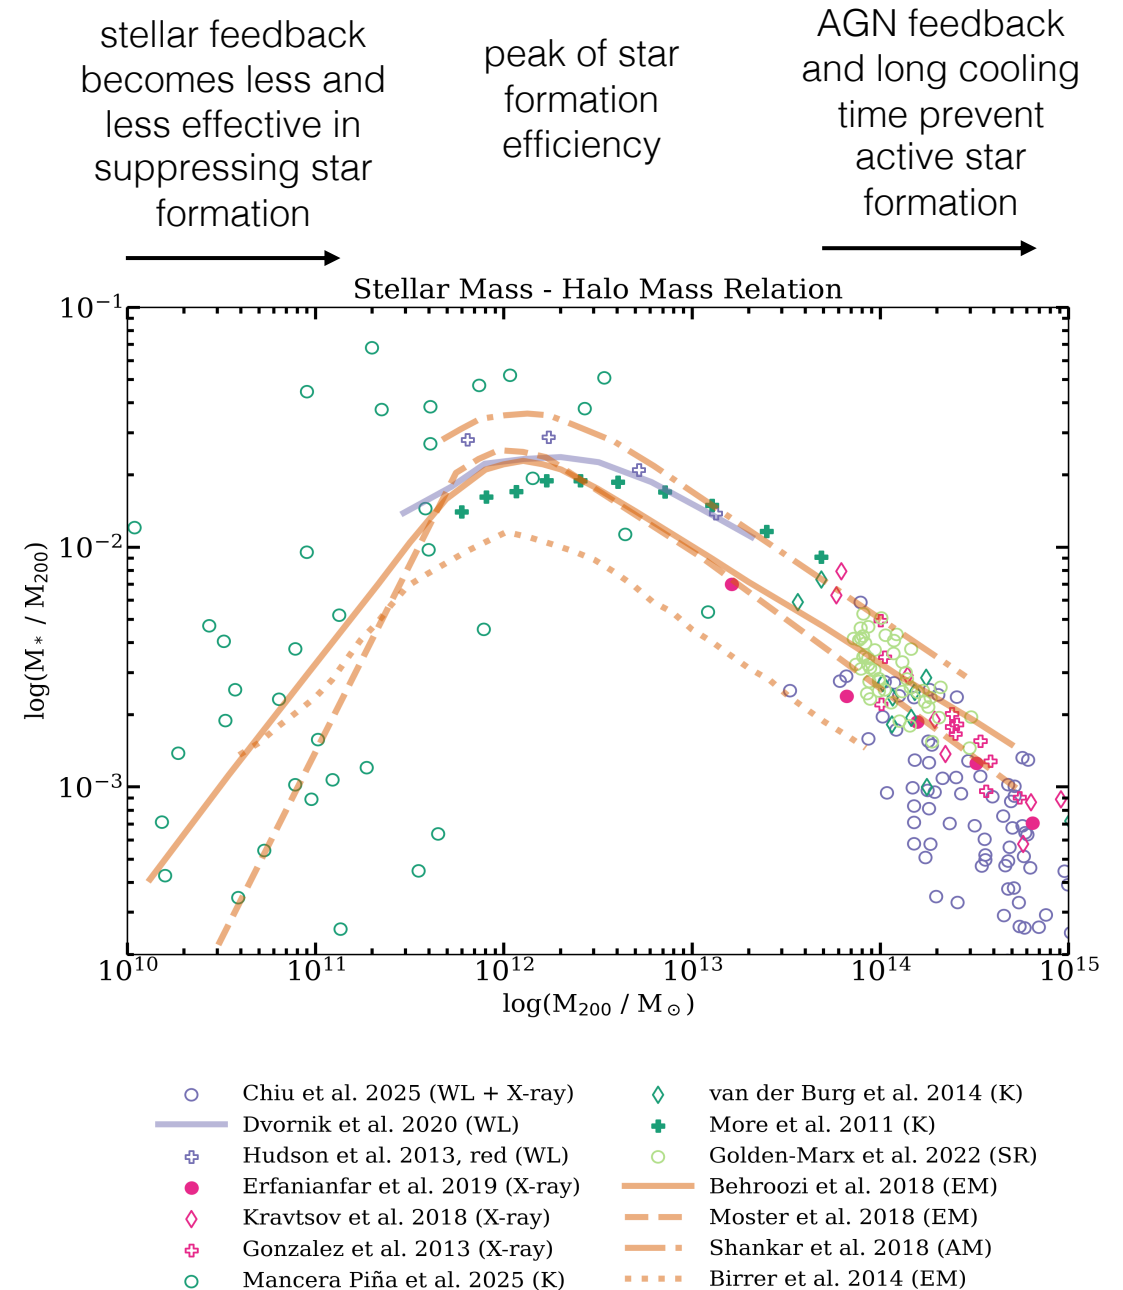 stellar feedback
becomes less and
less effective in
suppressing star
formation
peak of star
formation
efficiency
AGN feedback
and long cooling
time prevent
active star
formation
Stellar Mass - Halo Mass Relation
10⁻¹
10⁻²
10⁻³
log(M* / M₂₀₀)
10¹⁰ 10¹¹ 10¹² 10¹³ 10¹⁴ 10¹⁵
log(M₂₀₀ / M⊙)
Chiu et al. 2025 (WL + X-ray)
Dvornik et al. 2020 (WL)
Hudson et al. 2013, red (WL)
Erfanianfar et al. 2019 (X-ray)
Kravtsov et al. 2018 (X-ray)
Gonzalez et al. 2013 (X-ray)
Mancera Piña et al. 2025 (K)
van der Burg et al. 2014 (K)
More et al. 2011 (K)
Golden-Marx et al. 2022 (SR)
Behroozi et al. 2018 (EM)
Moster et al. 2018 (EM)
Shankar et al. 2018 (AM)
Birrer et al. 2014 (EM)